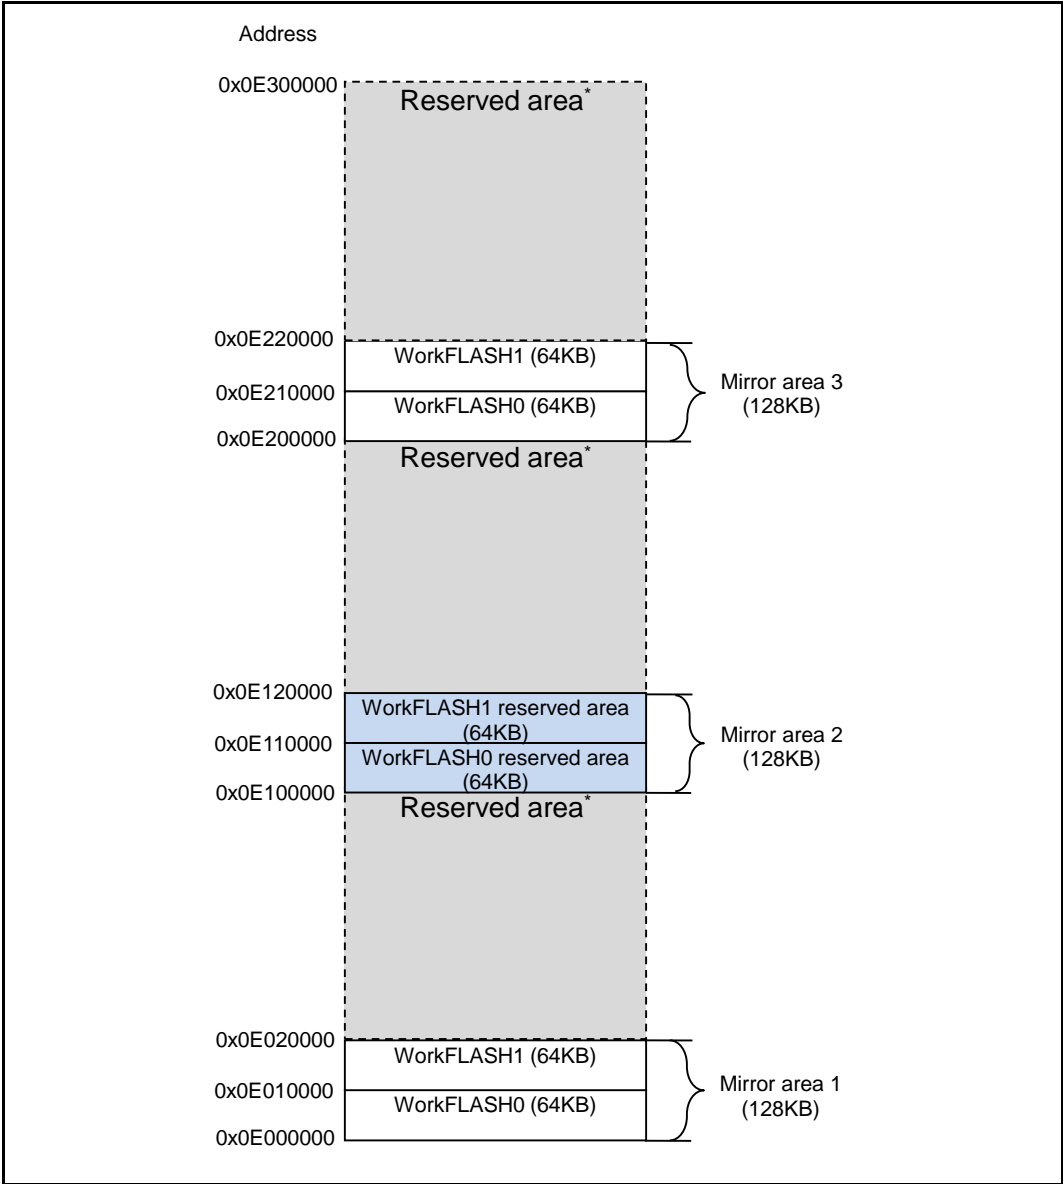 Address
0x0E300000
Reserved area*
0x0E220000
WorkFLASH1 (64KB)
0x0E210000
Mirror area 3
(128KB)
WorkFLASH0 (64KB)
0x0E200000
Reserved area*
0x0E120000
WorkFLASH1 reserved area
(64KB)
0x0E110000
Mirror area 2
(128KB)
WorkFLASH0 reserved area
(64KB)
0x0E100000
Reserved area*
0x0E020000
WorkFLASH1 (64KB)
0x0E010000
Mirror area 1
(128KB)
WorkFLASH0 (64KB)
0x0E000000